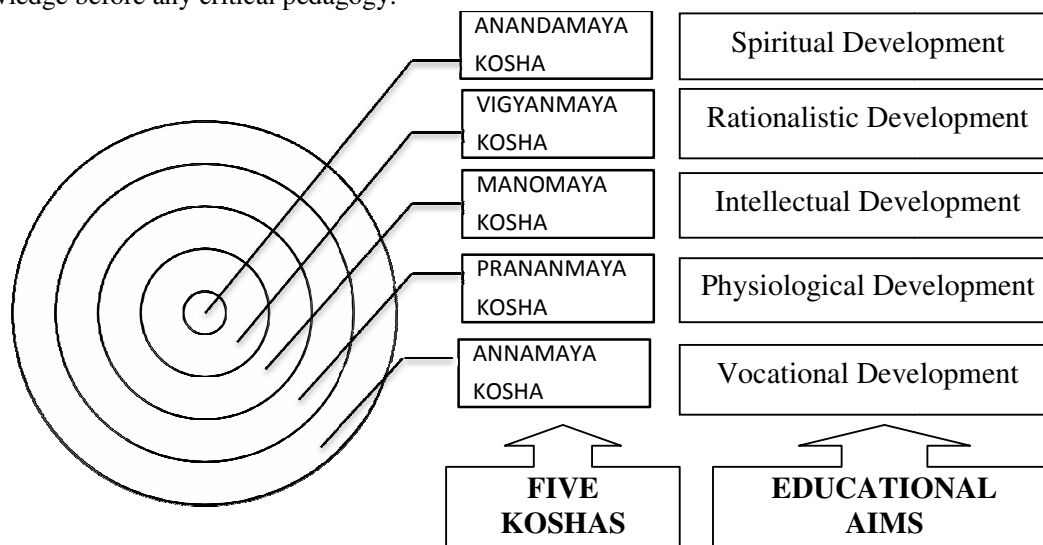 before any critical pedagogy.
ANANDAMAYA
KOSHA
Spiritual Development
VIGYANMAYA
KOSHA
Rationalistic Development
MANOMAYA
KOSHA
Intellectual Development
PRANANMAYA
KOSHA
Physiological Development
ANNAMAYA
KOSHA
Vocational Development
FIVE
KOSHAS
EDUCATIONAL
AIMS